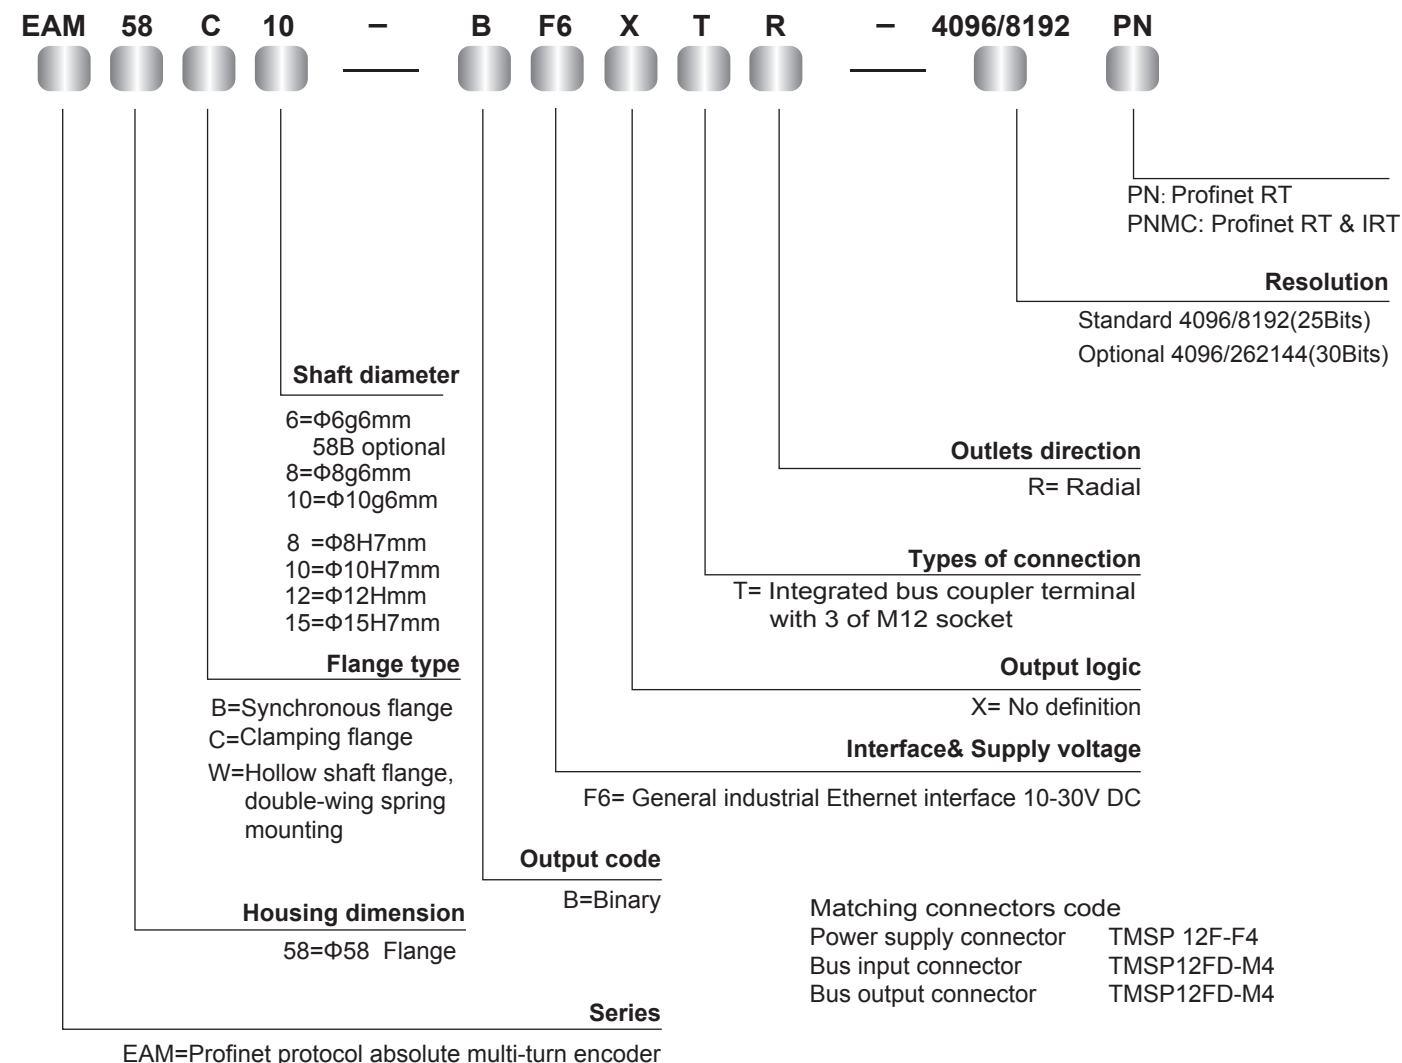 EAM 58 C 10 – B F6 X T R – 4096/8192 PN
PN: Profinet RT
PNMC: Profinet RT & IRT
Resolution
Standard 4096/8192(25Bits)
Optional 4096/262144(30Bits)
Shaft diameter
6=Φ6g6mm
58B optional
8=Φ8g6mm
10=Φ10g6mm
8 =Φ8H7mm
10=Φ10H7mm
12=Φ12Hmm
15=Φ15H7mm
Outlets direction
R= Radial
Types of connection
T= Integrated bus coupler terminal
with 3 of M12 socket
Flange type
B=Synchronous flange
C=Clamping flange
W=Hollow shaft flange,
double-wing spring
mounting
Output logic
X= No definition
Interface& Supply voltage
F6= General industrial Ethernet interface 10-30V DC
Output code
B=Binary
Housing dimension
58=Φ58 Flange
Matching connectors code
Power supply connector TMSP 12F-F4
Bus input connector TMSP12FD-M4
Bus output connector TMSP12FD-M4
Series
EAM=Profinet protocol absolute multi-turn encoder